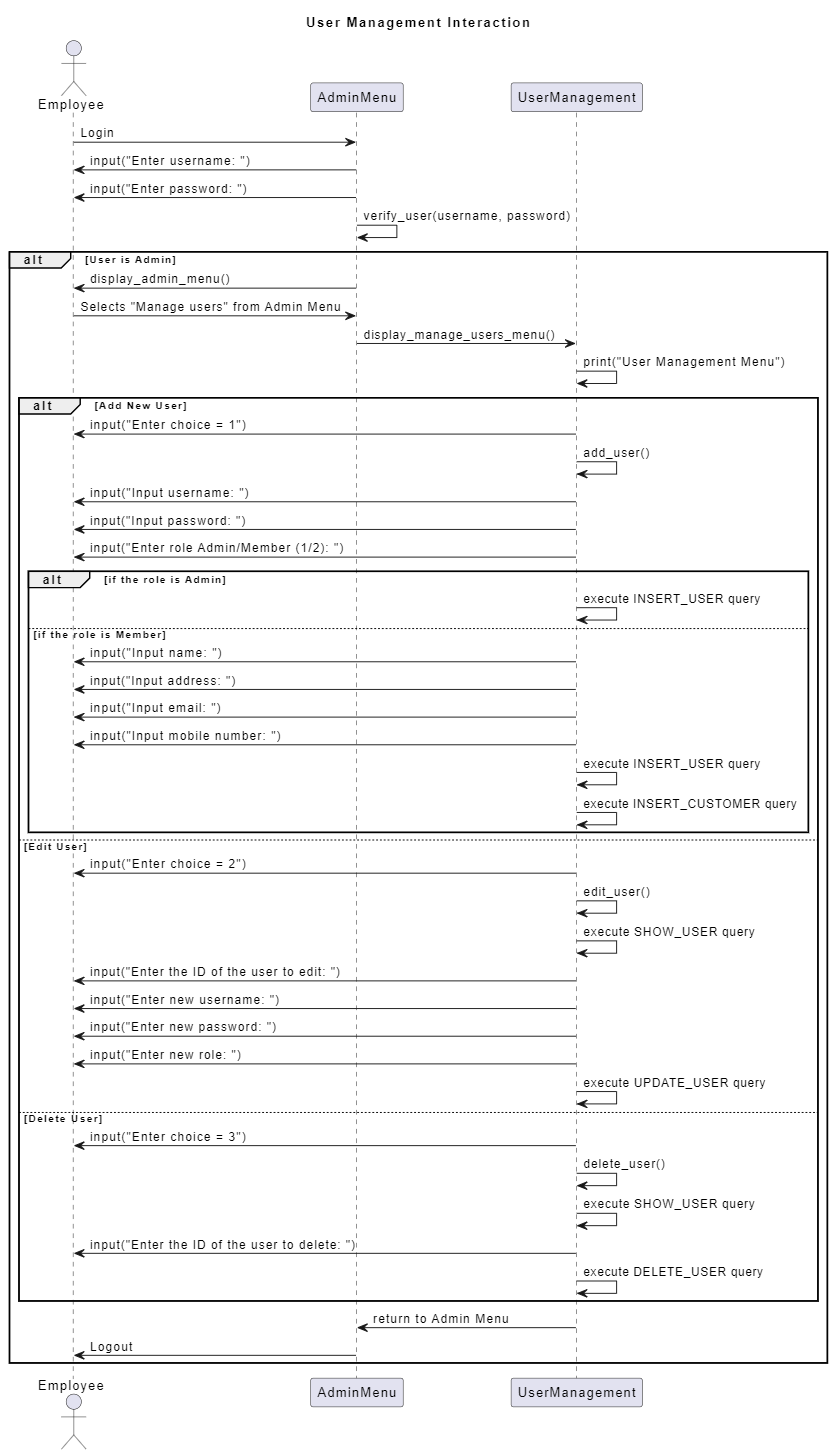 User Management Interaction
Employee
AdminMenu
UserManagement
Login
input("Enter username: ")
input("Enter password: ")
verify_user(username, password)
alt
[User is Admin]
display_admin_menu()
Selects "Manage users" from Admin Menu
display_manage_users_menu()
print("User Management Menu")
alt
[Add New User]
input("Enter choice = 1")
add_user()
input("Input username: ")
input("Input password: ")
input("Enter role Admin/Member (1/2): ")
alt
[if the role is Admin]
execute INSERT_USER query
[if the role is Member]
input("Input name: ")
input("Input address: ")
input("Input email: ")
input("Input mobile number: ")
execute INSERT_USER query
execute INSERT_CUSTOMER query
[Edit User]
input("Enter choice = 2")
edit_user()
execute SHOW_USER query
input("Enter the ID of the user to edit: ")
input("Enter new username: ")
input("Enter new password: ")
input("Enter new role: ")
execute UPDATE_USER query
[Delete User]
input("Enter choice = 3")
delete_user()
execute SHOW_USER query
input("Enter the ID of the user to delete: ")
execute DELETE_USER query
return to Admin Menu
Logout
Employee
AdminMenu
UserManagement